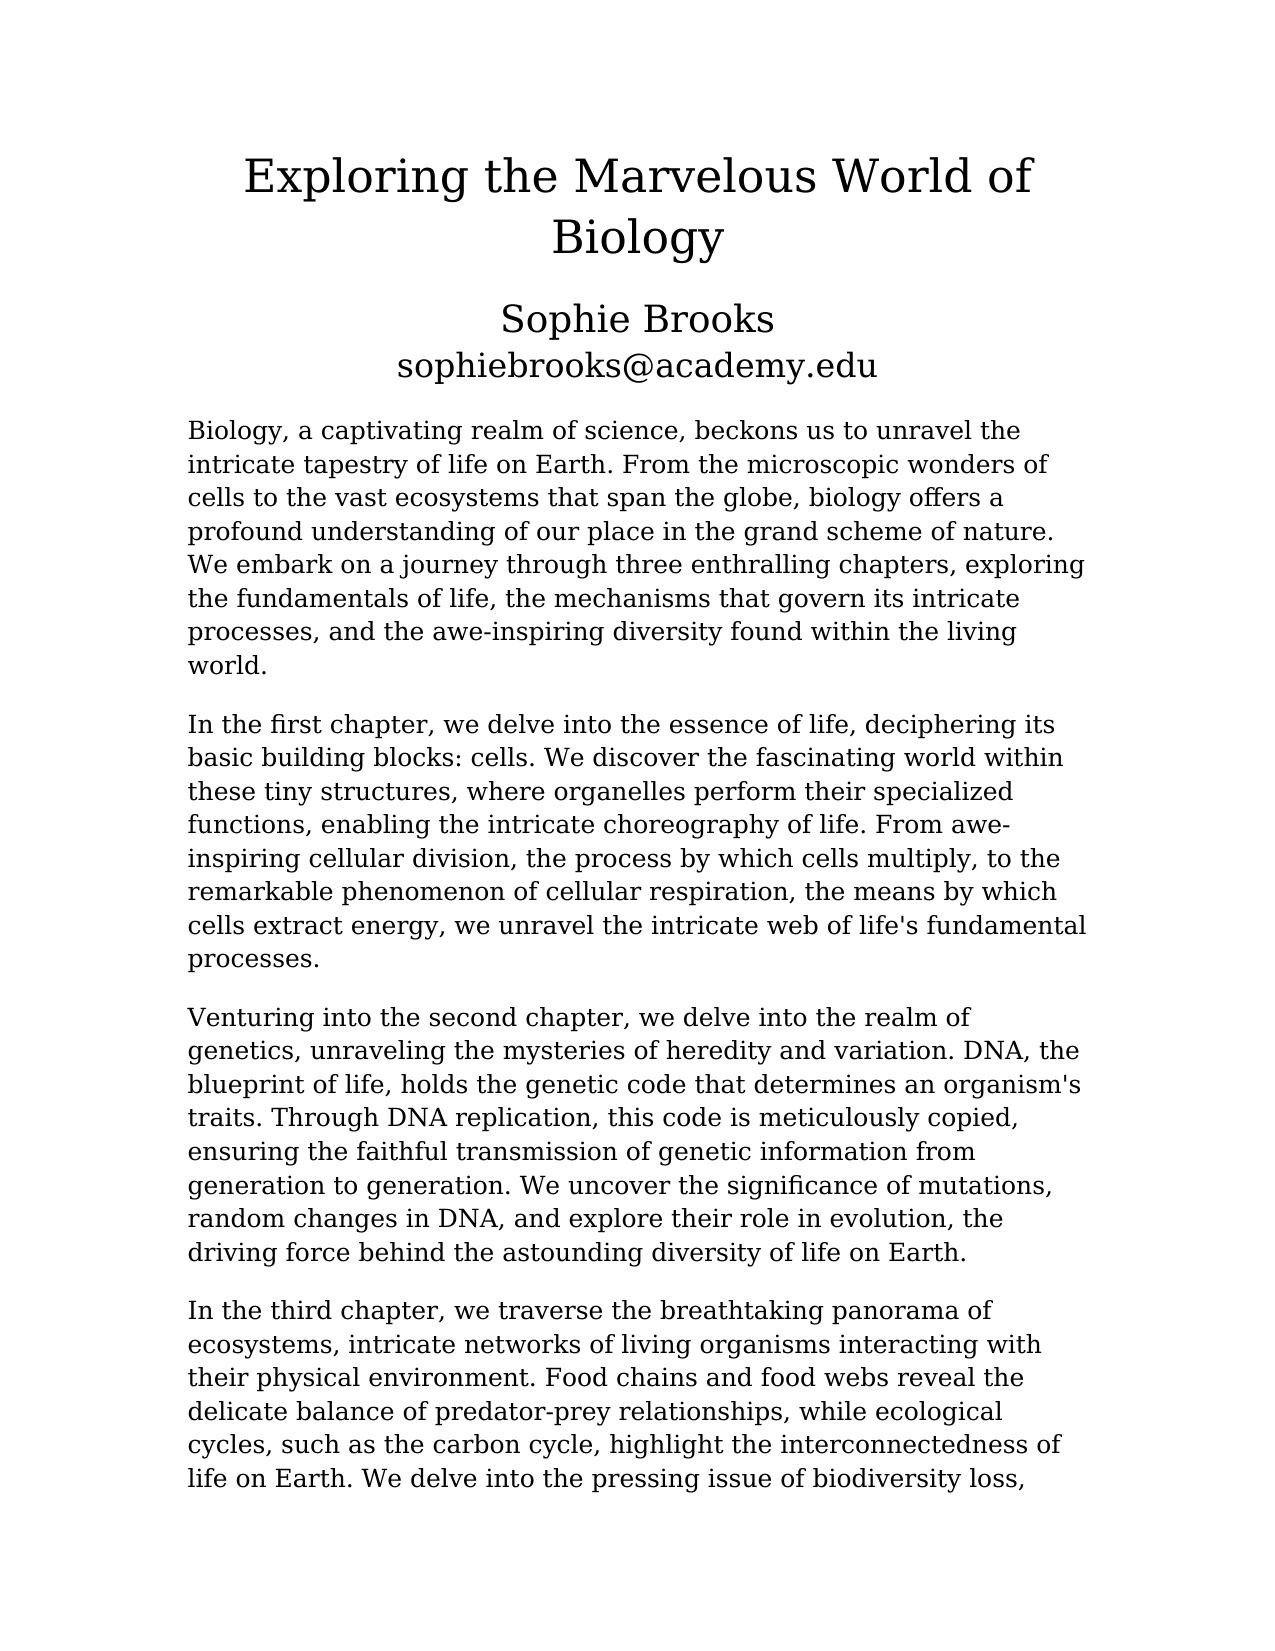 Exploring the Marvelous World of
Biology
Sophie Brooks
sophiebrooks@academy.edu
Biology, a captivating realm of science, beckons us to unravel the
intricate tapestry of life on Earth. From the microscopic wonders of
cells to the vast ecosystems that span the globe, biology offers a
profound understanding of our place in the grand scheme of nature.
We embark on a journey through three enthralling chapters, exploring
the fundamentals of life, the mechanisms that govern its intricate
processes, and the awe-inspiring diversity found within the living
world.
In the first chapter, we delve into the essence of life, deciphering its
basic building blocks: cells. We discover the fascinating world within
these tiny structures, where organelles perform their specialized
functions, enabling the intricate choreography of life. From awe-
inspiring cellular division, the process by which cells multiply, to the
remarkable phenomenon of cellular respiration, the means by which
cells extract energy, we unravel the intricate web of life's fundamental
processes.
Venturing into the second chapter, we delve into the realm of
genetics, unraveling the mysteries of heredity and variation. DNA, the
blueprint of life, holds the genetic code that determines an organism's
traits. Through DNA replication, this code is meticulously copied,
ensuring the faithful transmission of genetic information from
generation to generation. We uncover the significance of mutations,
random changes in DNA, and explore their role in evolution, the
driving force behind the astounding diversity of life on Earth.
In the third chapter, we traverse the breathtaking panorama of
ecosystems, intricate networks of living organisms interacting with
their physical environment. Food chains and food webs reveal the
delicate balance of predator-prey relationships, while ecological
cycles, such as the carbon cycle, highlight the interconnectedness of
life on Earth. We delve into the pressing issue of biodiversity loss,